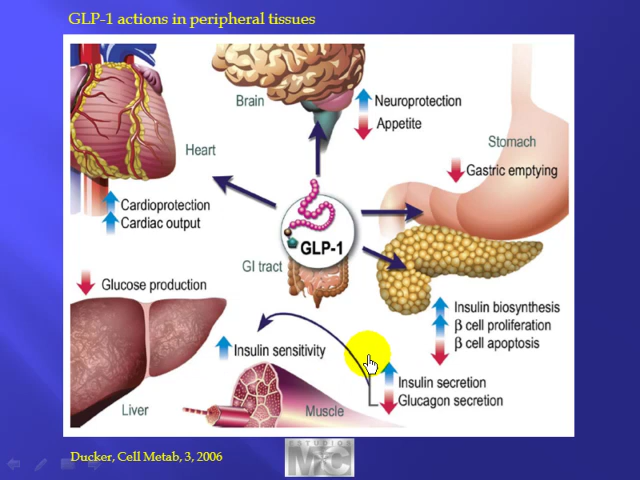 GLP-1 actions in peripheral tissues
Brain
Neuroprotection
Appetite
Heart
Stomach
Gastric emptying
Cardioprotection
Cardiac output
GLP-1
GI tract
Glucose production
Insulin biosynthesis
β cell proliferation
β cell apoptosis
Insulin sensitivity
Insulin secretion
Glucagon secretion
Liver
Muscle
Ducker, Cell Metab, 3, 2006
ESTUDIOS
MC